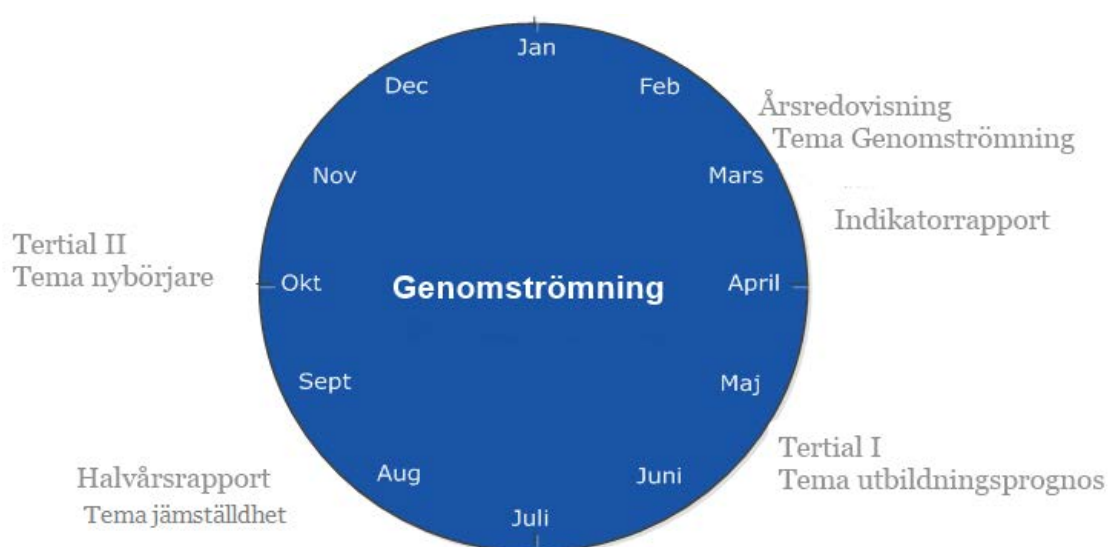 Jan
Feb
Mars
April
Maj
Juni
Juli
Aug
Sept
Okt
Nov
Dec
Genomströmning
Årsredovisning
Tema Genomströmning
Indikatorrapport
Tertial I
Tema utbildningsprognos
Halvårsrapport
Tema jämställdhet
Tertial II
Tema nybörjare